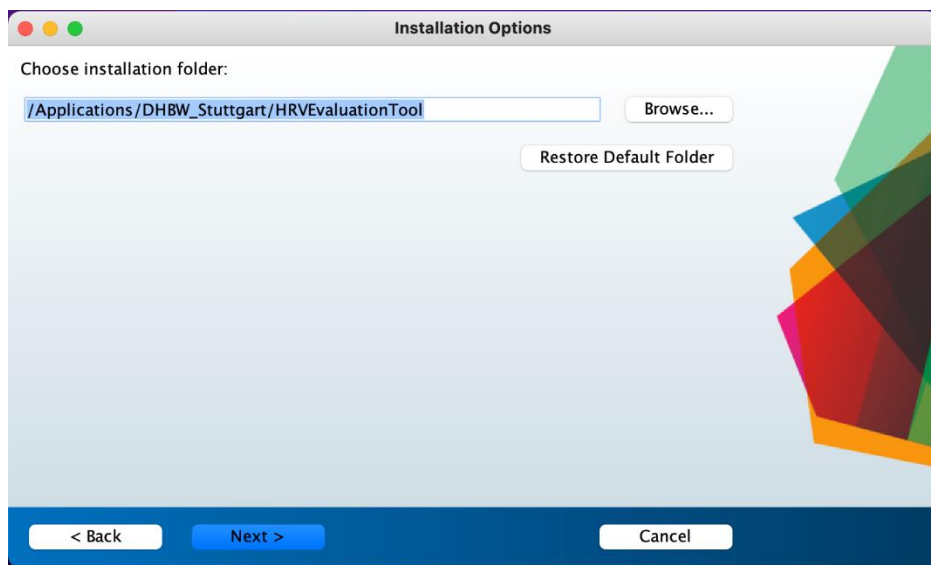 Installation Options
Choose installation folder:
/Applications/DHBW_Stuttgart/HRVEvaluationTool
Browse...
Restore Default Folder
< Back
Next >
Cancel